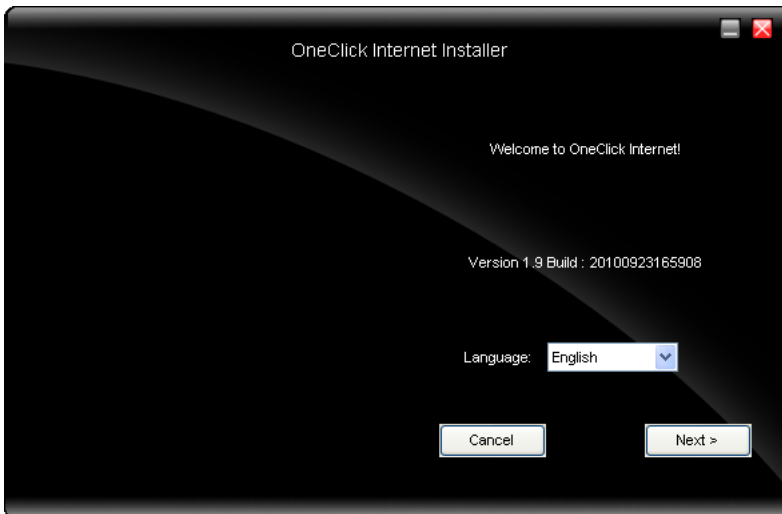 OneClick Internet Installer
Welcome to OneClick Internet!
Version 1.9 Build : 20100923165908
Language: English
Cancel Next >